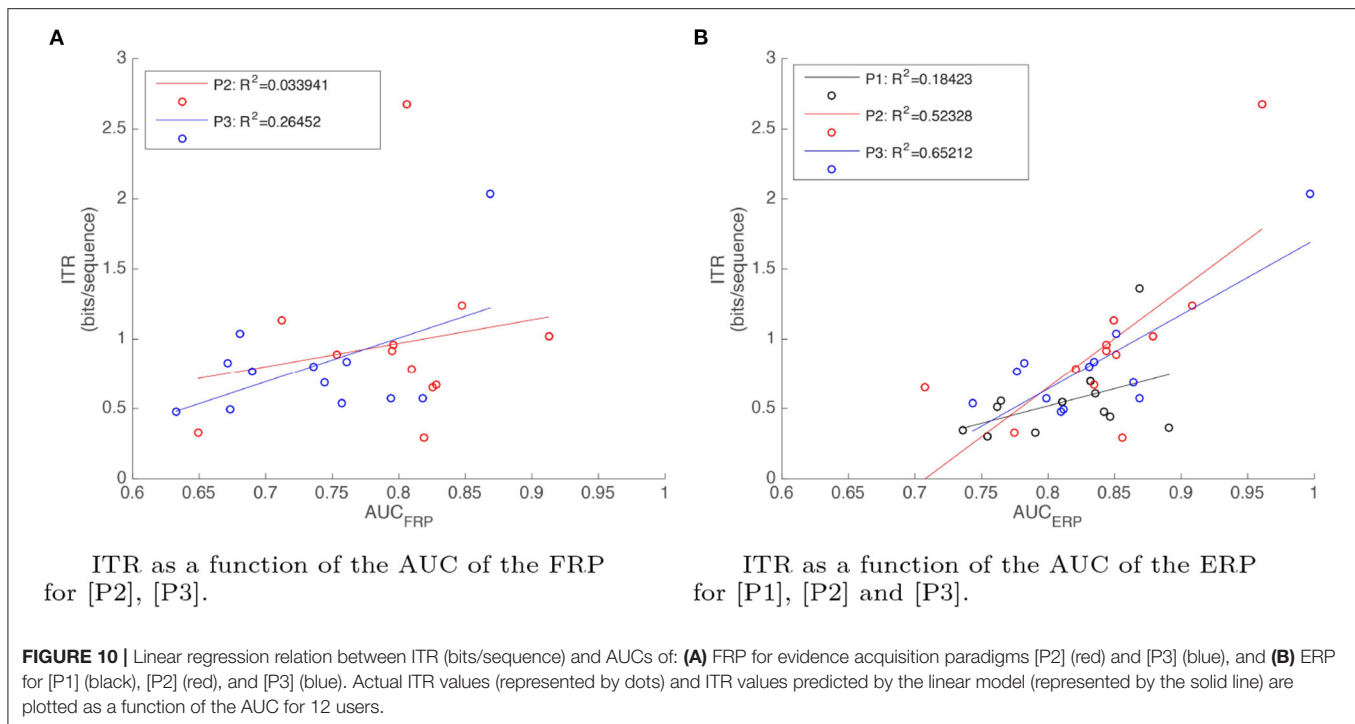 A
3
2.5
2
1.5
1
0.5
0
ITR
(bits/sequence)
P2: R²=0.033941
P3: R²=0.26452
0.6 0.65 0.7 0.75 0.8 0.85 0.9 0.95 1
AUC_FRP
ITR as a function of the AUC of the FRP
for [P2], [P3].
B
3
2.5
2
1.5
1
0.5
0
ITR
(bits/sequence)
P1: R²=0.18423
P2: R²=0.52328
P3: R²=0.65212
0.6 0.65 0.7 0.75 0.8 0.85 0.9 0.95 1
AUC_ERP
ITR as a function of the AUC of the ERP
for [P1], [P2] and [P3].
FIGURE 10 | Linear regression relation between ITR (bits/sequence) and AUCs of: (A) FRP for evidence acquisition paradigms [P2] (red) and [P3] (blue), and (B) ERP
for [P1] (black), [P2] (red), and [P3] (blue). Actual ITR values (represented by dots) and ITR values predicted by the linear model (represented by the solid line) are
plotted as a function of the AUC for 12 users.